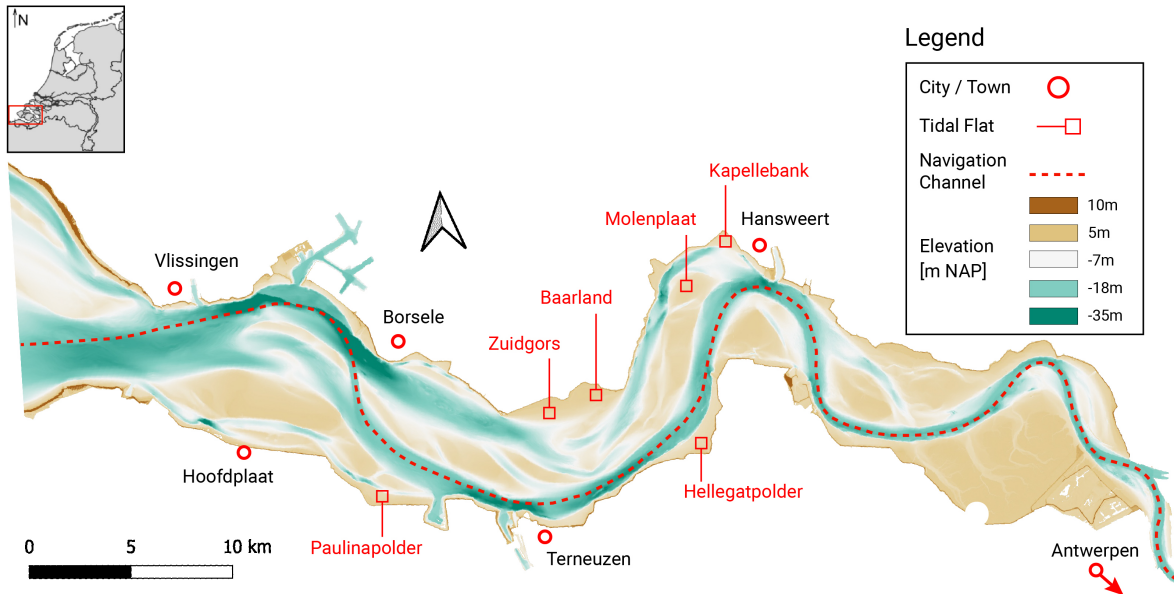 N
Legend
City / Town
Tidal Flat
Navigation
Channel
10m
5m
Elevation
[m NAP]
-7m
-18m
-35m
Kapellebank
Molenplaat
Hansweert
Vlissingen
Baarland
Borsele
Zuidgors
Hoofdplaat
Hellegatpolder
Paulinapolder
Terneuzen
Antwerpen
0 5 10 km